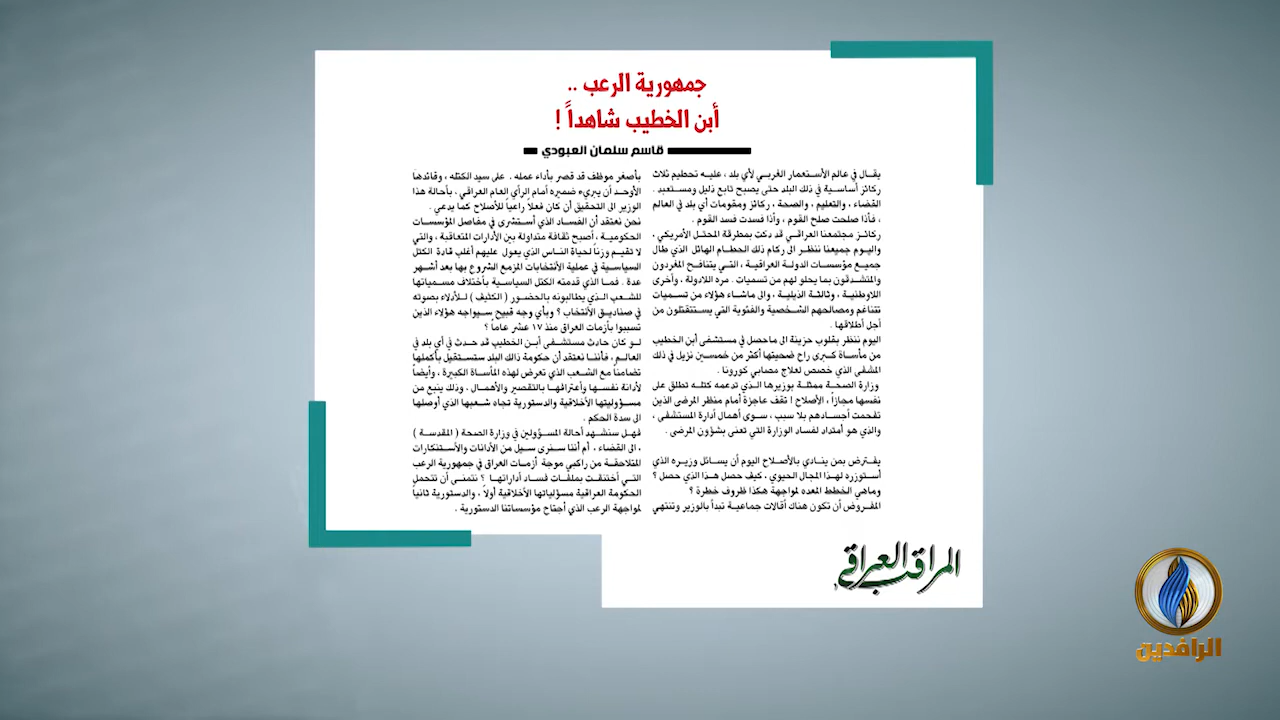 جمهورية الرعب ..
أبن الخطيب شاهداً !
قاسم سلمان العبودي
يقال في عالم الأستعمار الغربي لأي بلد ، عليه تحطيم ثلاث
ركائز أساسية في ذلك البلد حتى يصبح تابع ذليل ومستعبد .
القضاء ، والتعليم ، والصحة ، ركائز ومقومات أي بلد في العالم
، فأذا صلحت صلح القوم ، وأذا فسدت فسد القوم .
ركائز مجتمعنا العراقي قد دكت بمطرقة المحتل الأمريكي ،
واليوم جميعنا ننظر الى ركام ذلك الحطام الهائل الذي طال
جميع مؤسسات الدولة العراقية ، التي يتنافح المغردون
والمتشدقون بما يحلو لهم من تسميات . مره اللادولة ، وأخرى
اللاوطنية ، وثالثة الذيلية ، والى ماشاء هؤلاء من تسميات
تتناغم ومصالحهم الشخصية والفئوية التي يستقتلون من
أجل أطلاقها .
اليوم ننظر بقلوب حزينة الى ماحصل في مستشفى أبن الخطيب
من مأساة كبرى راح ضحيتها أكثر من خمسين نزيل في ذلك
المشفى الذي خصص لعلاج مصابي كورونا .
وزارة الصحة ممثلة بوزيرها الذي تدعمه كتله تطلق على
نفسها مجازاً ، الأصلاح ! تقف عاجزة أمام منظر المرضى الذين
تفحمت أجسادهم بلا سبب ، سوى أهمال أدارة المستشفى ،
والذي هو أمتداد لفساد الوزارة التي تعنى بشؤون المرضى .
يفترض بمن ينادي بالأصلاح اليوم أن يسائل وزيره الذي
أستوزره لهذا المجال الحيوي ، كيف حصل هذا الذي حصل ؟
وماهي الخطط المعده لمواجهة هكذا ظروف خطرة ؟
المفروض أن تكون هناك أقالات جماعية تبدأ بالوزير وتنتهي
بأصغر موظف قد قصر بأداء عمله . على سيد الكتله ، وقائدها
الأوحد أن يبريء ضميره أمام الرأي العام العراقي ، بأحالة هذا
الوزير الى التحقيق أن كان فعلاً راعياً للأصلاح كما يدعي .
نحن نعتقد أن الفساد الذي أستشرى في مفاصل المؤسسات
الحكومية ، أصبح ثقافة متداولة بين الأدارات المتعاقبة ، والتي
لا تقيم وزناً لحياة الناس الذي يعول عليهم أغلب قادة الكتل
السياسية في عملية الأنتخابات المزمع الشروع بها بعد أشهر
عدة . فما الذي قدمته الكتل السياسية بأختلاف مسمياتها
للشعب الذي يطالبونه بالحضور ( الكثيف ) للأدلاء بصوته
في صناديق الأنتخاب ؟ وبأي وجه قبيح سيواجه هؤلاء الذين
تسببوا بأزمات العراق منذ ١٧ عشر عاماً ؟
لو كان حادث مستشفى أبن الخطيب قد حدث في أي بلد في
العالم ، فأننا نعتقد أن حكومة ذاك البلد ستستقيل بأكملها
تضامناً مع الشعب الذي تعرض لهذه المأساة الكبيرة ، وأيضاً
لأدانة نفسها وأعترافها بالتقصير والأهمال ، وذلك ينبع من
مسؤوليتها الأخلاقية والدستورية تجاه شعبها الذي أوصلها
الى سدة الحكم .
فهل سنشهد أحالة المسؤولين في وزارة الصحة ( المقدسة )
، الى القضاء ، أم أننا سنرى سيل من الأدانات والأستنكارات
المتلاحقة من راكبي موجة أزمات العراق في جمهورية الرعب
التي أختنقت بملفات فساد أداراتها ؟ نتمنى أن تتحمل
الحكومة العراقية مسؤلياتها الأخلاقية أولاً ، والدستورية ثانياً
لمواجهة الرعب الذي أجتاح مؤسساتنا الدستورية .
المراقب العراقي
الرافدين